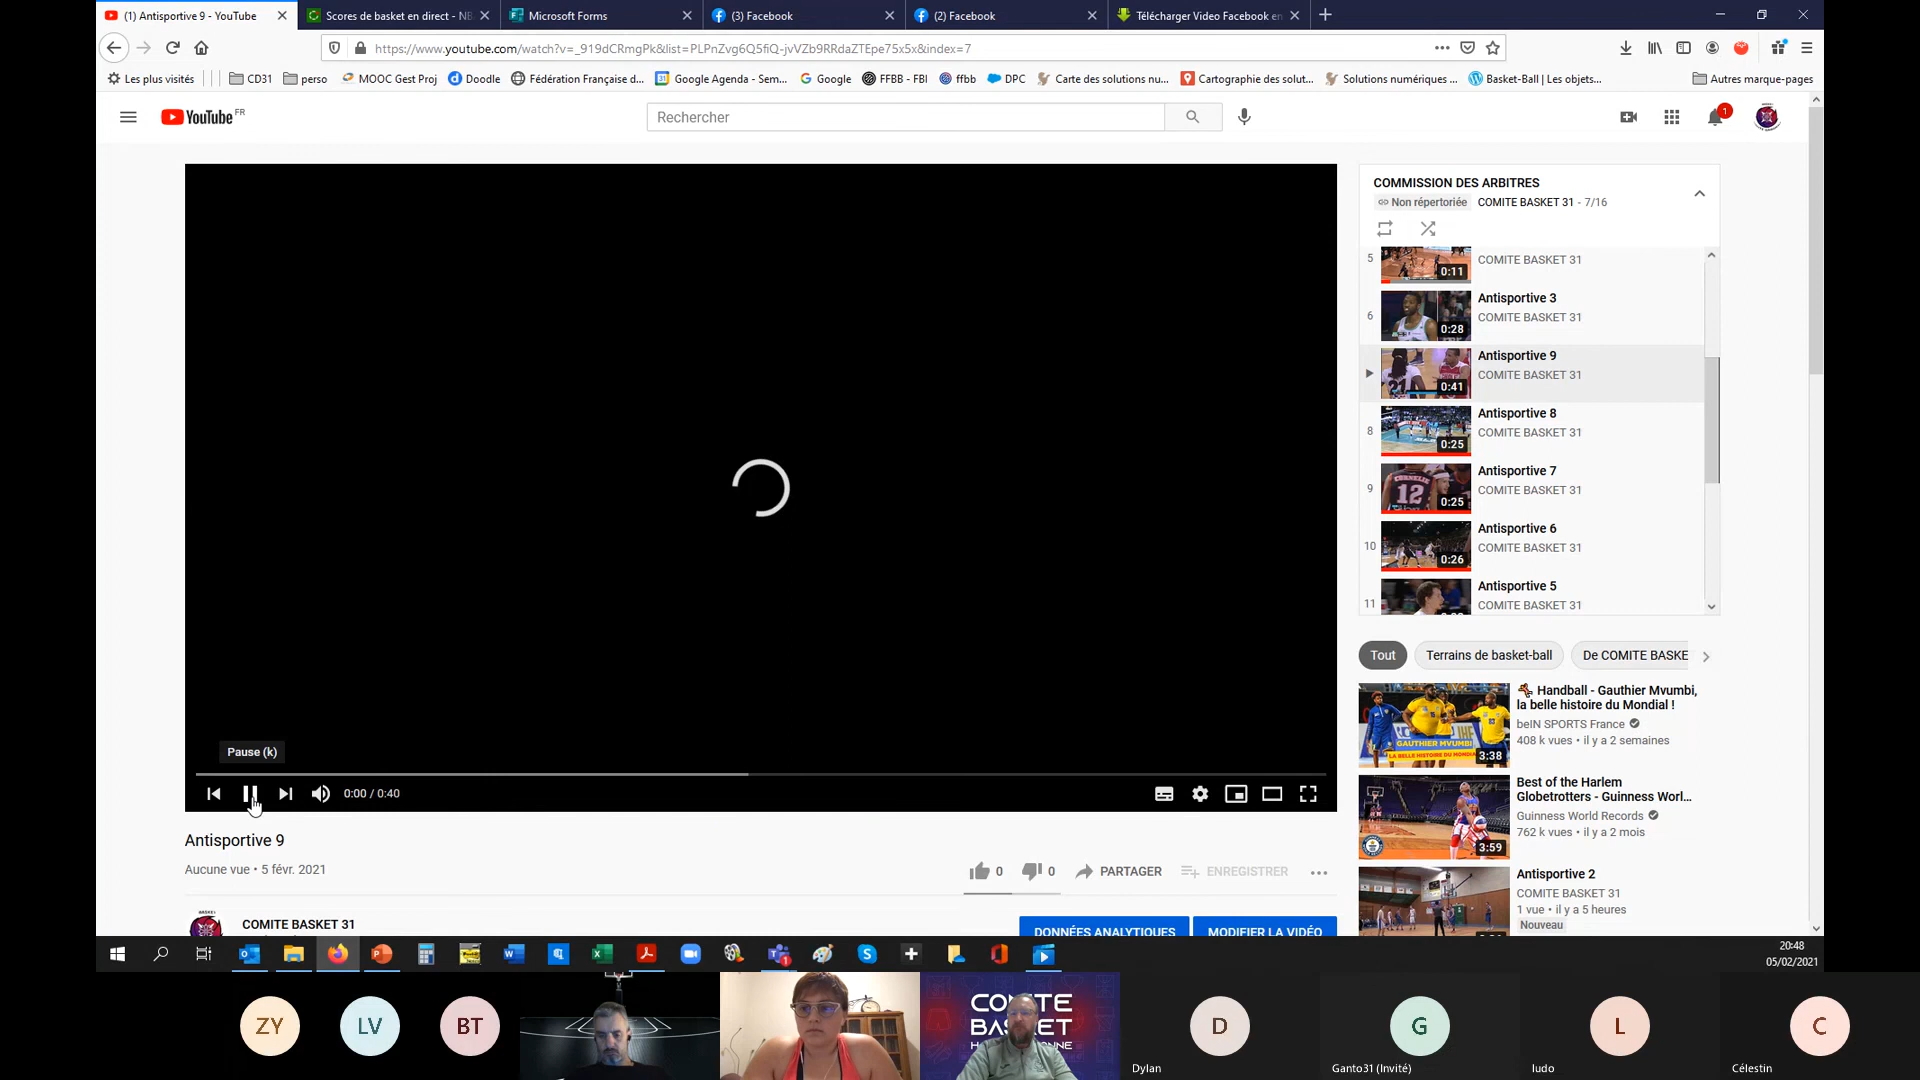 (1) Antisportive 9 - YouTube
Scores de basket en direct - NB
Microsoft Forms
(3) Facebook
(2) Facebook
Télécharger Video Facebook en
https://www.youtube.com/watch?v=_919dCRmgPk&list=PLPnZvg6Q5fiQ-jvVZb9RRdaZTEpe75x5x&index=7
Les plus visités
CD31
perso
MOOC Gest Proj
Doodle
Fédération Française d...
Google Agenda - Sem...
Google
FFBB - FBI
ffbb
DPC
Carte des solutions nu...
Cartographie des solut...
Solutions numériques ...
Basket-Ball | Les objets...
Autres marque-pages
YouTube FR
Rechercher
1
COMMISSION DES ARBITRES
Non répertoriée COMITE BASKET 31 - 7/16
5
0:11
COMITE BASKET 31
6
0:28
Antisportive 3
COMITE BASKET 31
0:41
Antisportive 9
COMITE BASKET 31
8
0:25
Antisportive 8
COMITE BASKET 31
9
CORNELIE
12
0:25
Antisportive 7
COMITE BASKET 31
10
0:26
Antisportive 6
COMITE BASKET 31
11
Antisportive 5
COMITE BASKET 31
Pause (k)
0:00 / 0:40
Antisportive 9
Aucune vue • 5 févr. 2021
0
0
PARTAGER
ENREGISTRER
COMITE BASKET 31
DONNÉES ANALYTIQUES
MODIFIER LA VIDÉO
Tout
Terrains de basket-ball
De COMITE BASKE
GAUTHIER MVUMBI
LA BELLE HISTOIRE DU MONDIAL
3:38
Handball - Gauthier Mvumbi,
la belle histoire du Mondial !
beIN SPORTS France
408 k vues • il y a 2 semaines
3:59
Best of the Harlem
Globetrotters - Guinness Worl...
Guinness World Records
762 k vues • il y a 2 mois
Antisportive 2
COMITE BASKET 31
1 vue • il y a 5 heures
Nouveau
20:48
05/02/2021
ZY
LV
BT
D
Dylan
G
Ganto31 (Invité)
L
ludo
C
Célestin